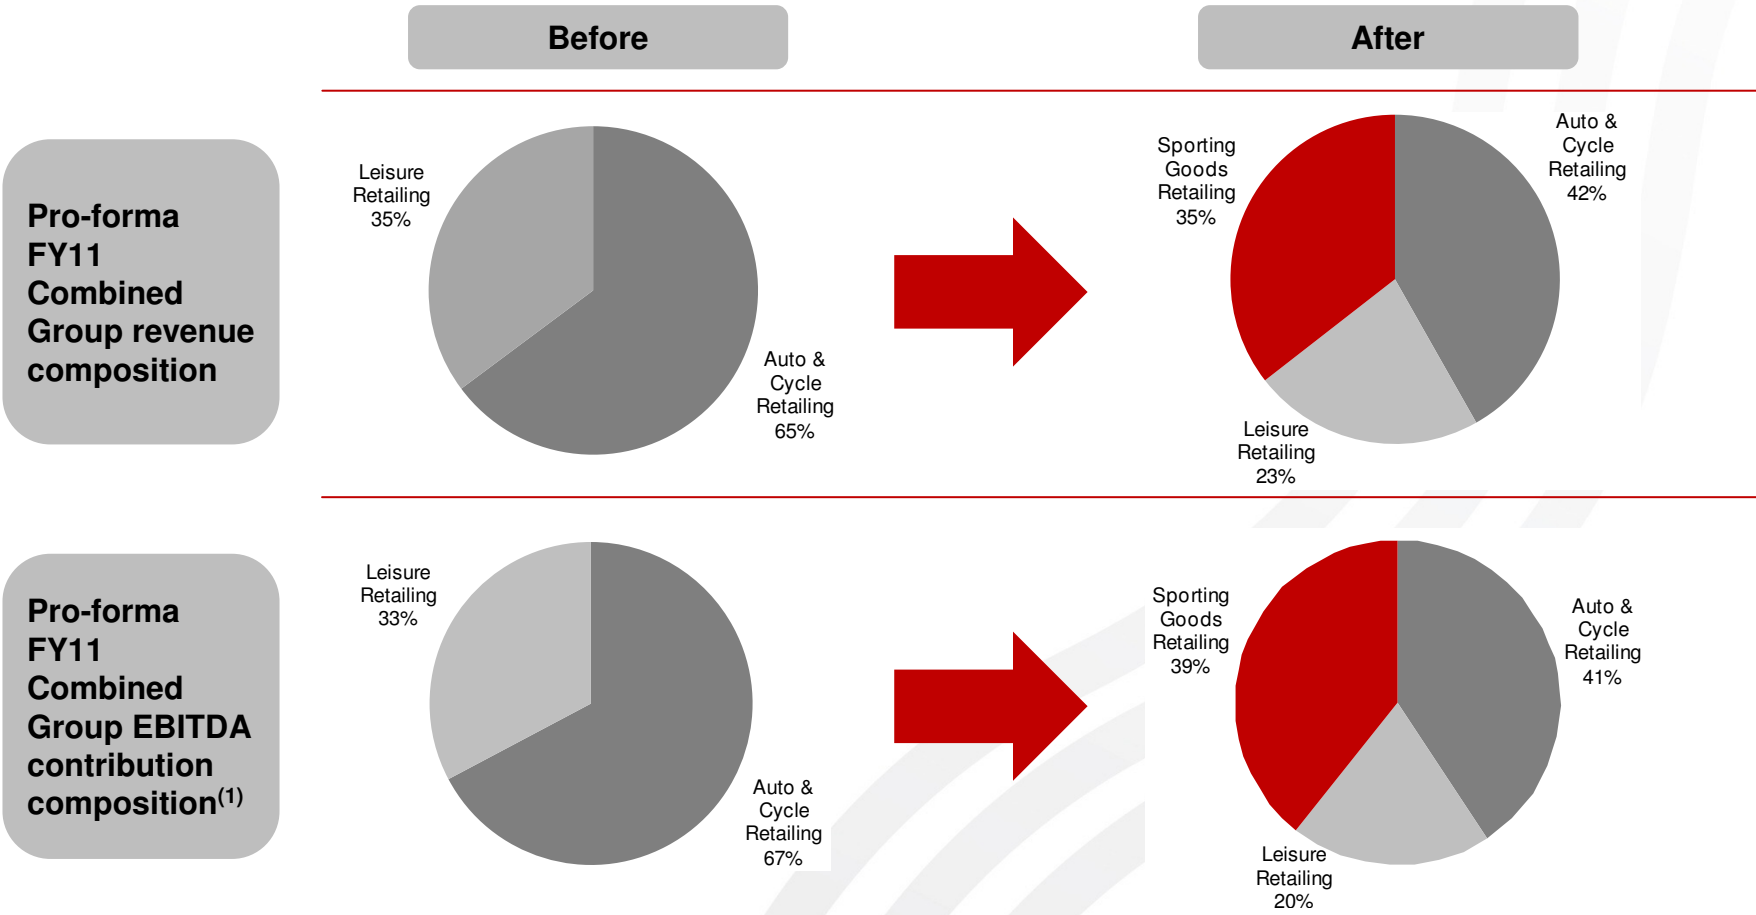 Before
After
Pro-forma
FY11
Combined
Group revenue
composition
Leisure
Retailing
35%
Auto &
Cycle
Retailing
65%
Sporting
Goods
Retailing
35%
Auto &
Cycle
Retailing
42%
Leisure
Retailing
23%
Pro-forma
FY11
Combined
Group EBITDA
contribution
composition(1)
Leisure
Retailing
33%
Auto &
Cycle
Retailing
67%
Sporting
Goods
Retailing
39%
Auto &
Cycle
Retailing
41%
Leisure
Retailing
20%